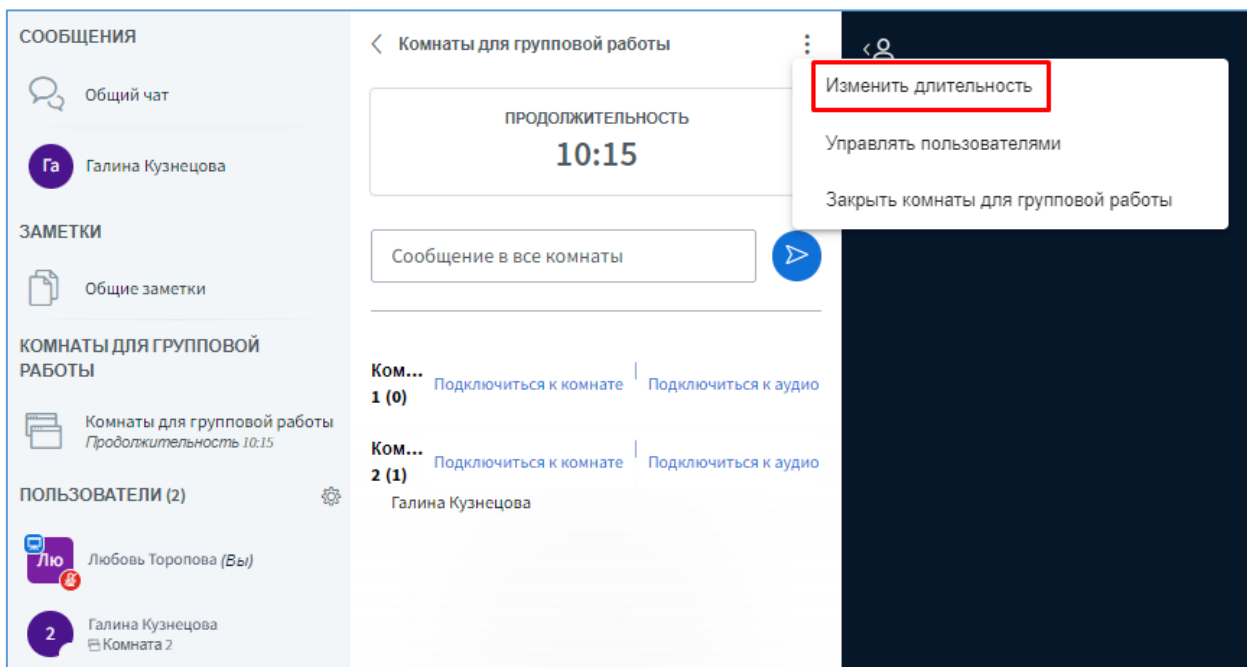 СООБЩЕНИЯ
Общий чат
Га
Галина Кузнецова
ЗАМЕТКИ
Общие заметки
КОМНАТЫ ДЛЯ ГРУППОВОЙ
РАБОТЫ
Комнаты для групповой работы
Продолжительность 10:15
ПОЛЬЗОВАТЕЛИ (2)
Лю
Любовь Торопова (Вы)
2
Галина Кузнецова
Комната 2
Комнаты для групповой работы
ПРОДОЛЖИТЕЛЬНОСТЬ
10:15
Сообщение в все комнаты
Ком...
1 (0)
Подключиться к комнате
Подключиться к аудио
Ком...
2 (1)
Подключиться к комнате
Подключиться к аудио
Галина Кузнецова
Изменить длительность
Управлять пользователями
Закрыть комнаты для групповой работы